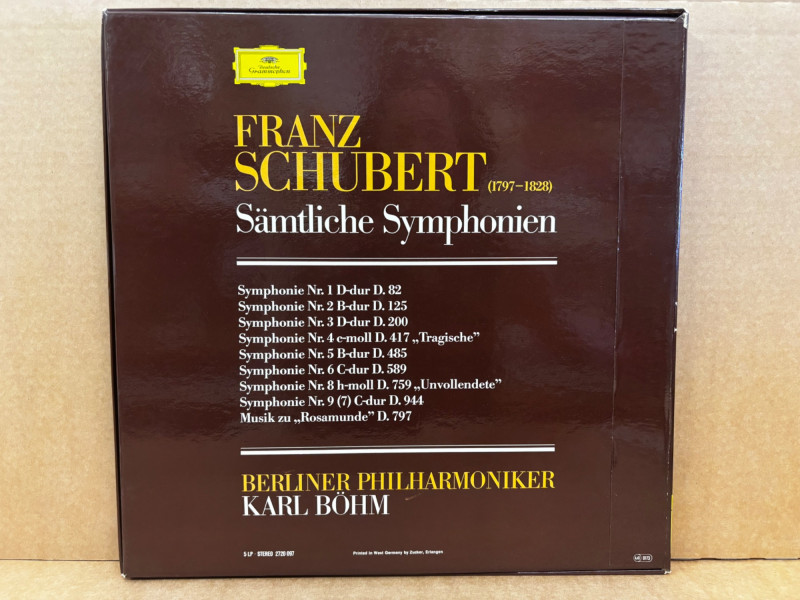 Deutsche
Grammophon
FRANZ
SCHUBERT (1797–1828)
Sämtliche Symphonien
Symphonie Nr. 1 D-dur D. 82
Symphonie Nr. 2 B-dur D. 125
Symphonie Nr. 3 D-dur D. 200
Symphonie Nr. 4 c-moll D. 417 „Tragische”
Symphonie Nr. 5 B-dur D. 485
Symphonie Nr. 6 C-dur D. 589
Symphonie Nr. 8 h-moll D. 759 „Unvollendete”
Symphonie Nr. 9 (7) C-dur D. 944
Musik zu „Rosamunde” D. 797
BERLINER PHILHARMONIKER
KARL BÖHM
5 LP · STEREO 2720 097
Printed in West Germany by Zusber, Erlangen